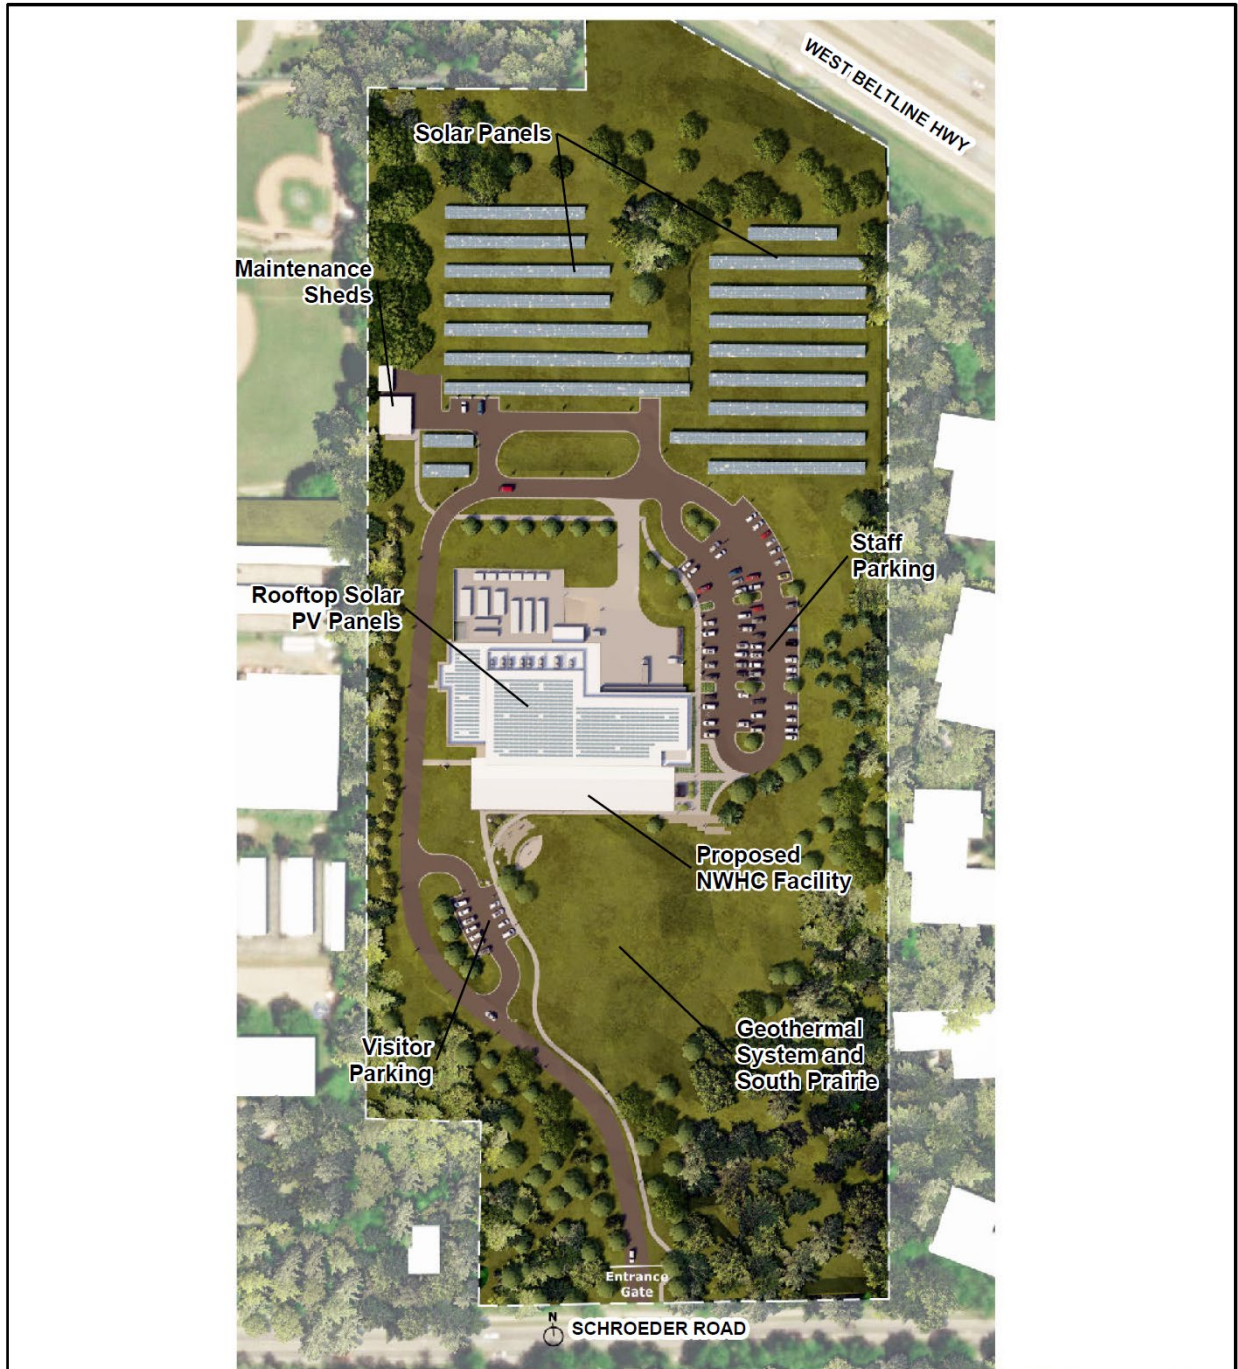 WEST BELTLINE HWY
Solar Panels
Maintenance
Sheds
Staff
Parking
Rooftop Solar
PV Panels
Proposed
NWHC Facility
Geothermal
System and
South Prairie
Visitor
Parking
Entrance
Gate
N
SCHROEDER ROAD